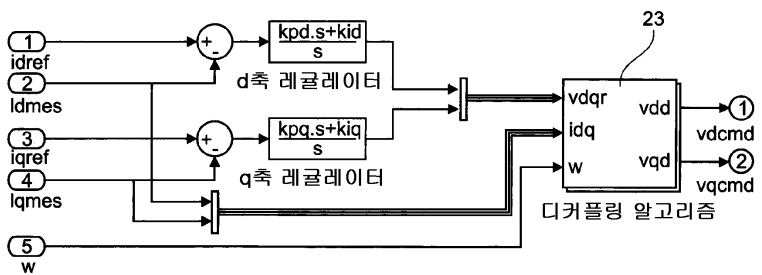 23
1
idref
2
Idmes
3
iqref
4
Iqmes
5
w
+
-
kpd.s+kid
s
d축 레귤레이터
+
-
kpq.s+kiq
s
q축 레귤레이터
vdqr
idq
w
vdd
vqd
디커플링 알고리즘
1
vdcmd
2
vqcmd